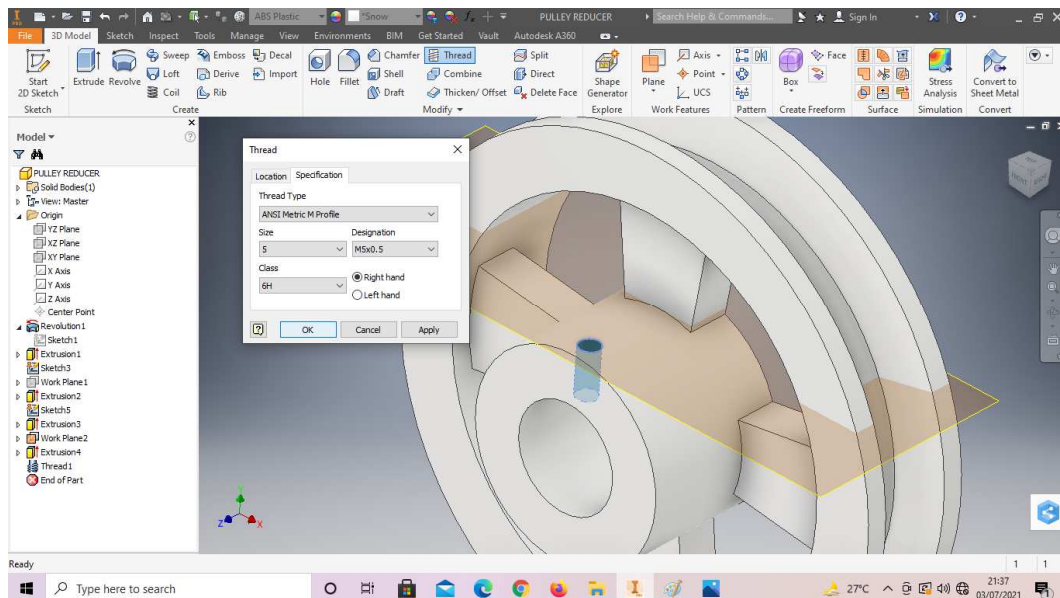 PRO
ABS Plastic
*Snow
PULLEY REDUCER
Search Help & Commands...
Sign In
File 3D Model Sketch Inspect Tools Manage View Environments BIM Get Started Vault Autodesk A360
Start
2D Sketch
Extrude
Revolve
Sweep
Loft
Coil
Emboss
Derive
Rib
Decal
Import
Hole
Fillet
Chamfer
Shell
Draft
Thread
Combine
Thicken/ Offset
Split
Direct
Delete Face
Shape
Generator
Plane
Axis
Point
UCS
Box
Face
Stress
Analysis
Convert to
Sheet Metal
Sketch Create Modify Explore Work Features Pattern Create Freeform Surface Simulation Convert
Model
PULLEY REDUCER
Solid Bodies(1)
View: Master
Origin
YZ Plane
XZ Plane
XY Plane
X Axis
Y Axis
Z Axis
Center Point
Revolution1
Sketch1
Extrusion1
Sketch3
Work Plane1
Extrusion2
Sketch5
Extrusion3
Work Plane2
Extrusion4
Thread1
End of Part
Thread
Location Specification
Thread Type
ANSI Metric M Profile
Size Designation
5 M5x0.5
Class
6H
Right hand
Left hand
OK Cancel Apply
Y
Z
X
Ready
1 1
Type here to search
27°C
21:37
03/07/2021